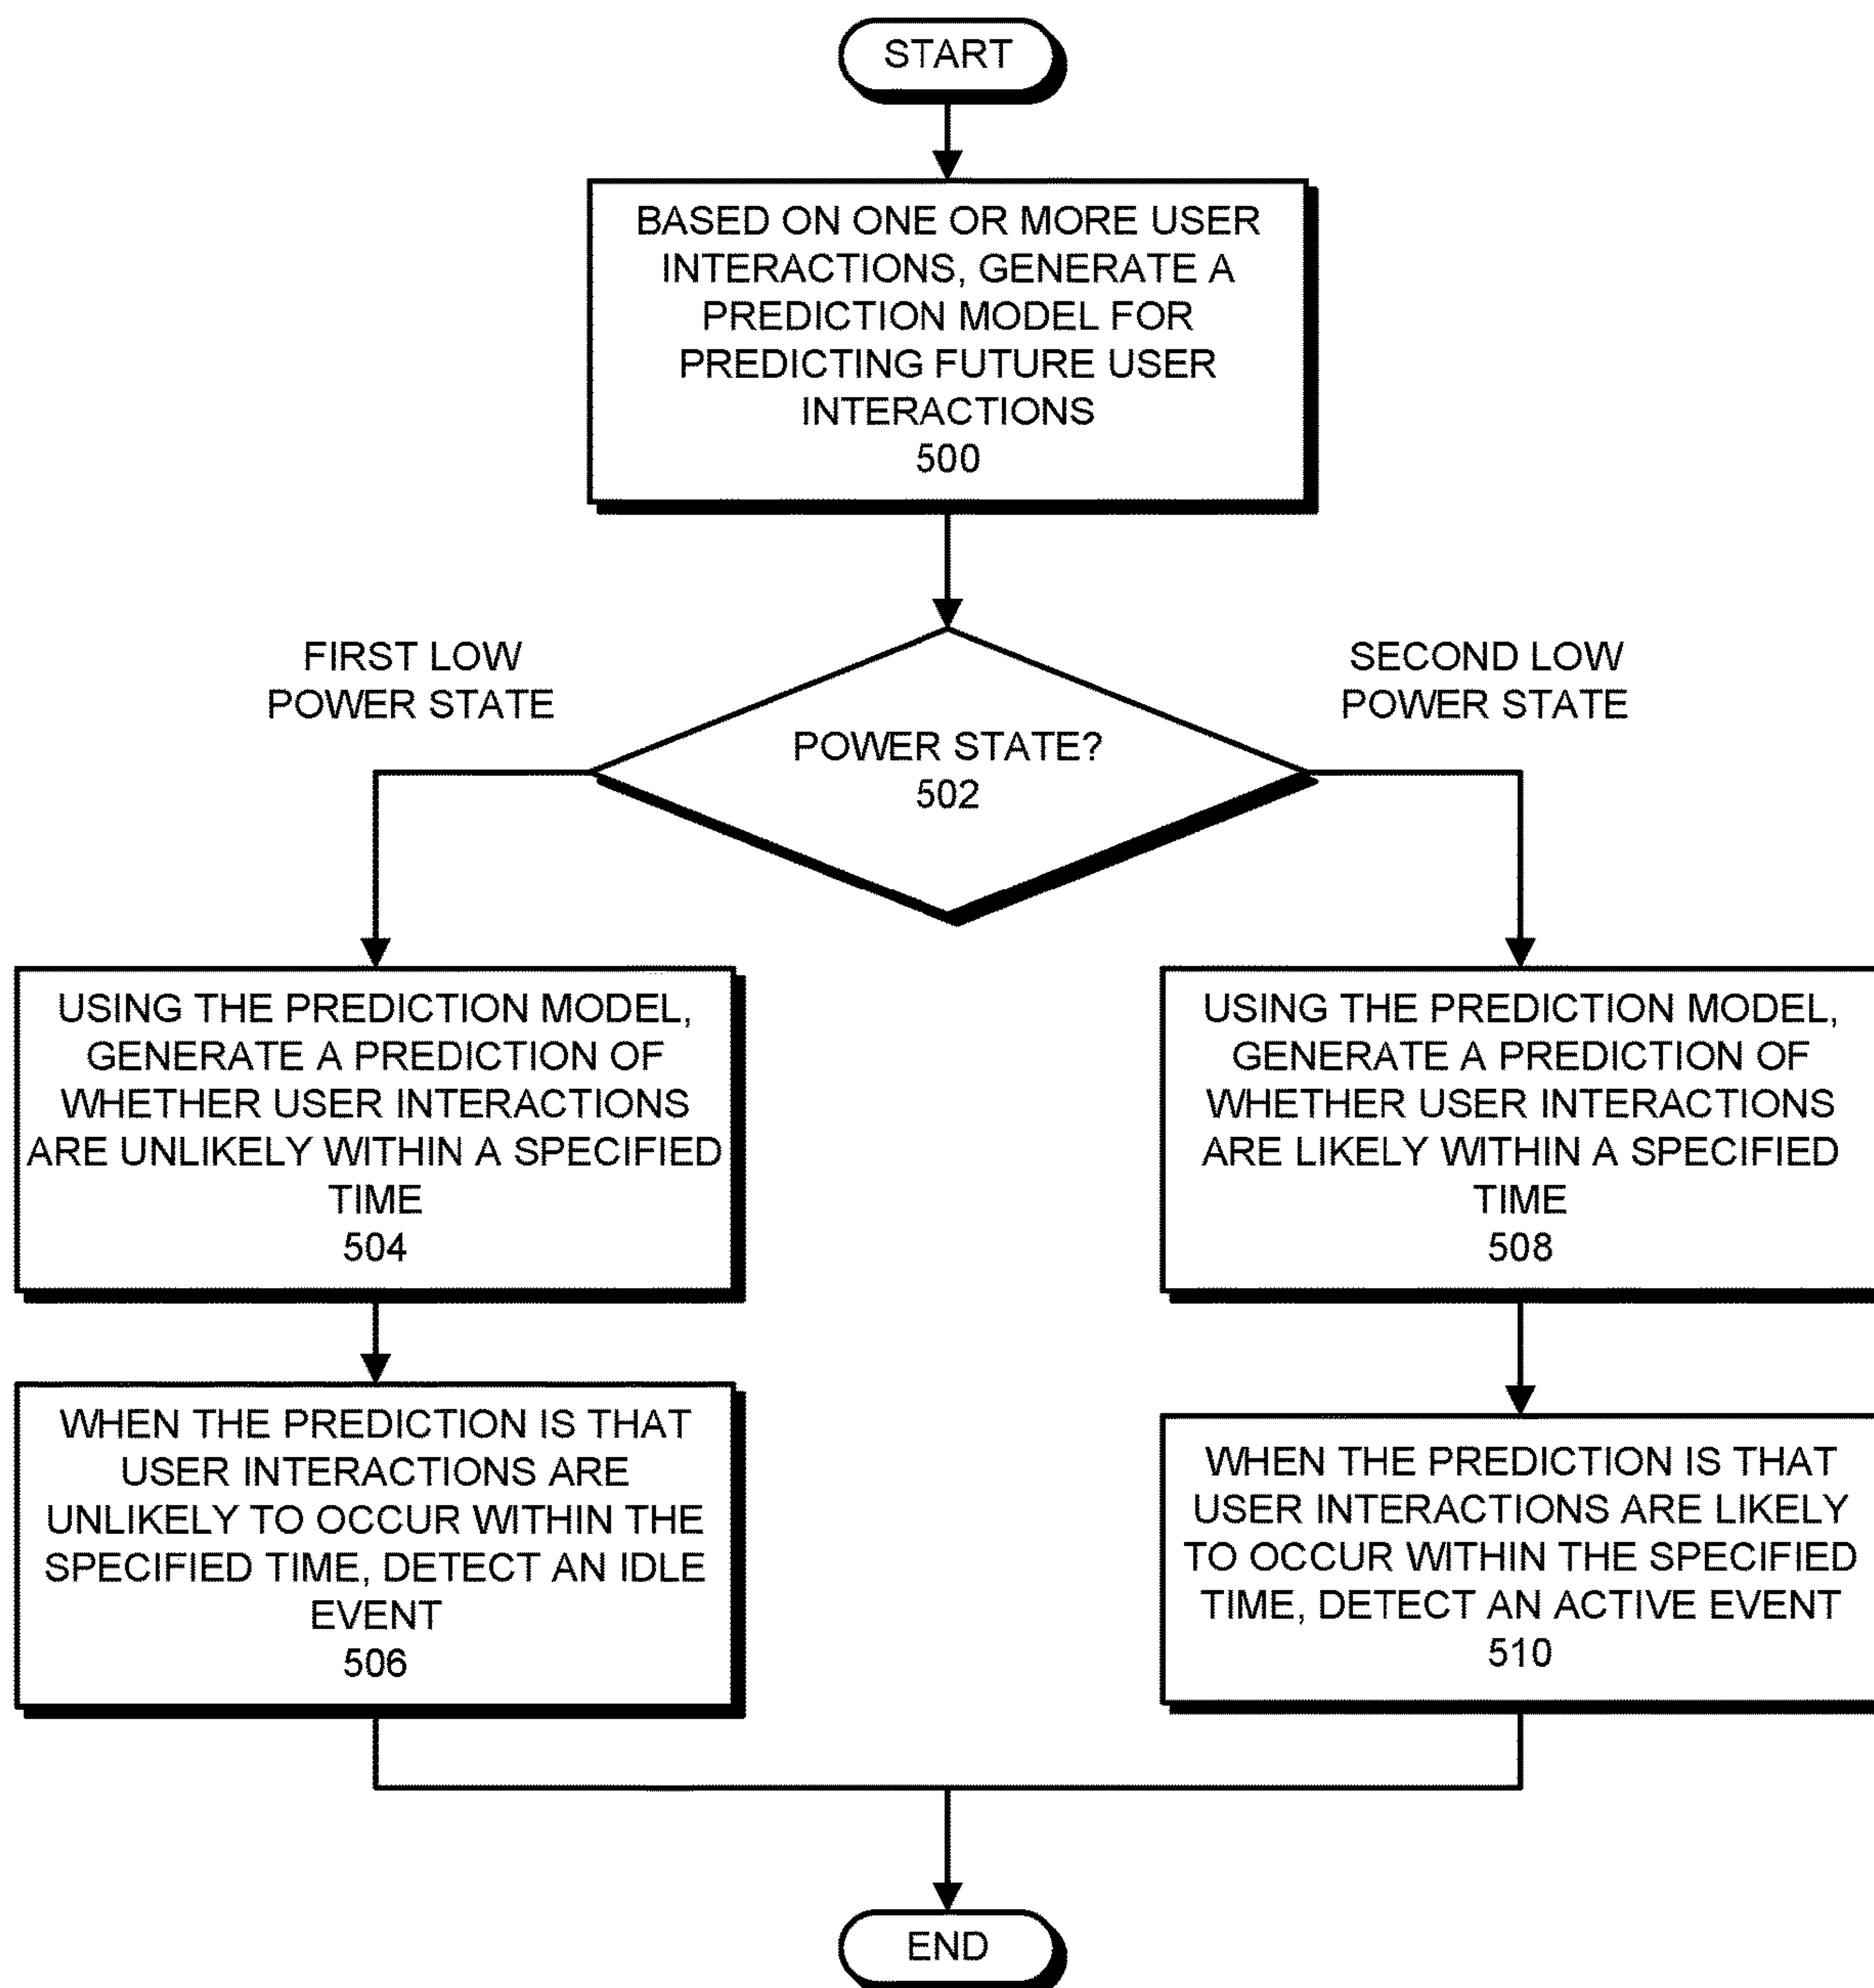 START
BASED ON ONE OR MORE USER
INTERACTIONS, GENERATE A
PREDICTION MODEL FOR
PREDICTING FUTURE USER
INTERACTIONS
500
FIRST LOW
POWER STATE
POWER STATE?
502
SECOND LOW
POWER STATE
USING THE PREDICTION MODEL,
GENERATE A PREDICTION OF
WHETHER USER INTERACTIONS
ARE UNLIKELY WITHIN A SPECIFIED
TIME
504
USING THE PREDICTION MODEL,
GENERATE A PREDICTION OF
WHETHER USER INTERACTIONS
ARE LIKELY WITHIN A SPECIFIED
TIME
508
WHEN THE PREDICTION IS THAT
USER INTERACTIONS ARE
UNLIKELY TO OCCUR WITHIN THE
SPECIFIED TIME, DETECT AN IDLE
EVENT
506
WHEN THE PREDICTION IS THAT
USER INTERACTIONS ARE LIKELY
TO OCCUR WITHIN THE SPECIFIED
TIME, DETECT AN ACTIVE EVENT
510
END